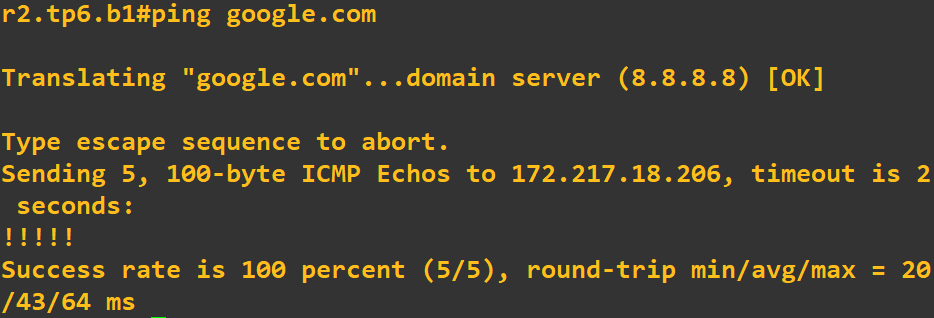 r2.tp6.b1#ping google.com
Translating "google.com"...domain server (8.8.8.8) [OK]
Type escape sequence to abort.
Sending 5, 100-byte ICMP Echos to 172.217.18.206, timeout is 2
 seconds:
!!!!!
Success rate is 100 percent (5/5), round-trip min/avg/max = 20
/43/64 ms